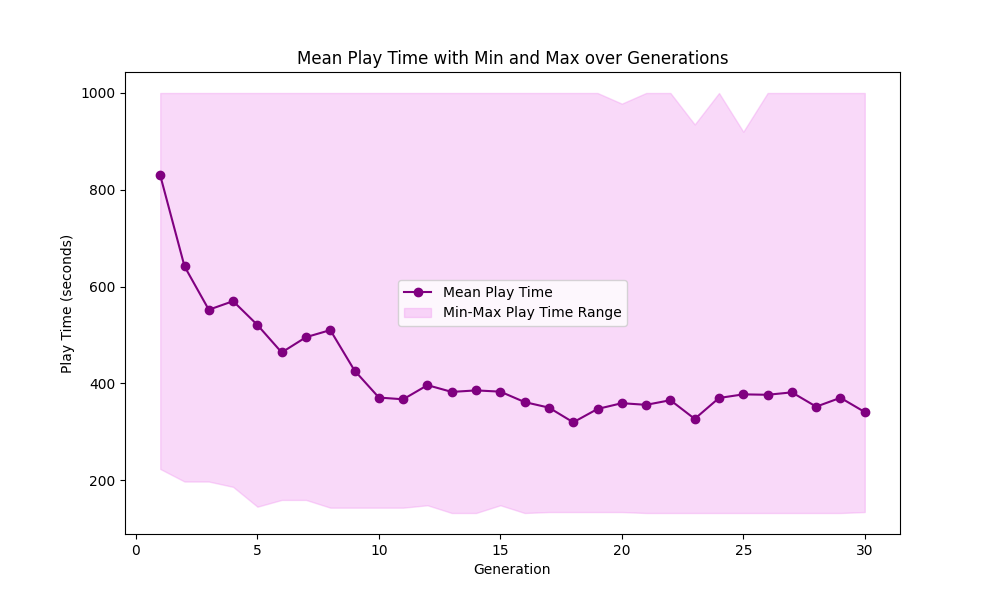 Mean Play Time with Min and Max over Generations
1000
800
600
400
200
Play Time (seconds)
Mean Play Time
Min-Max Play Time Range
0 5 10 15 20 25 30
Generation